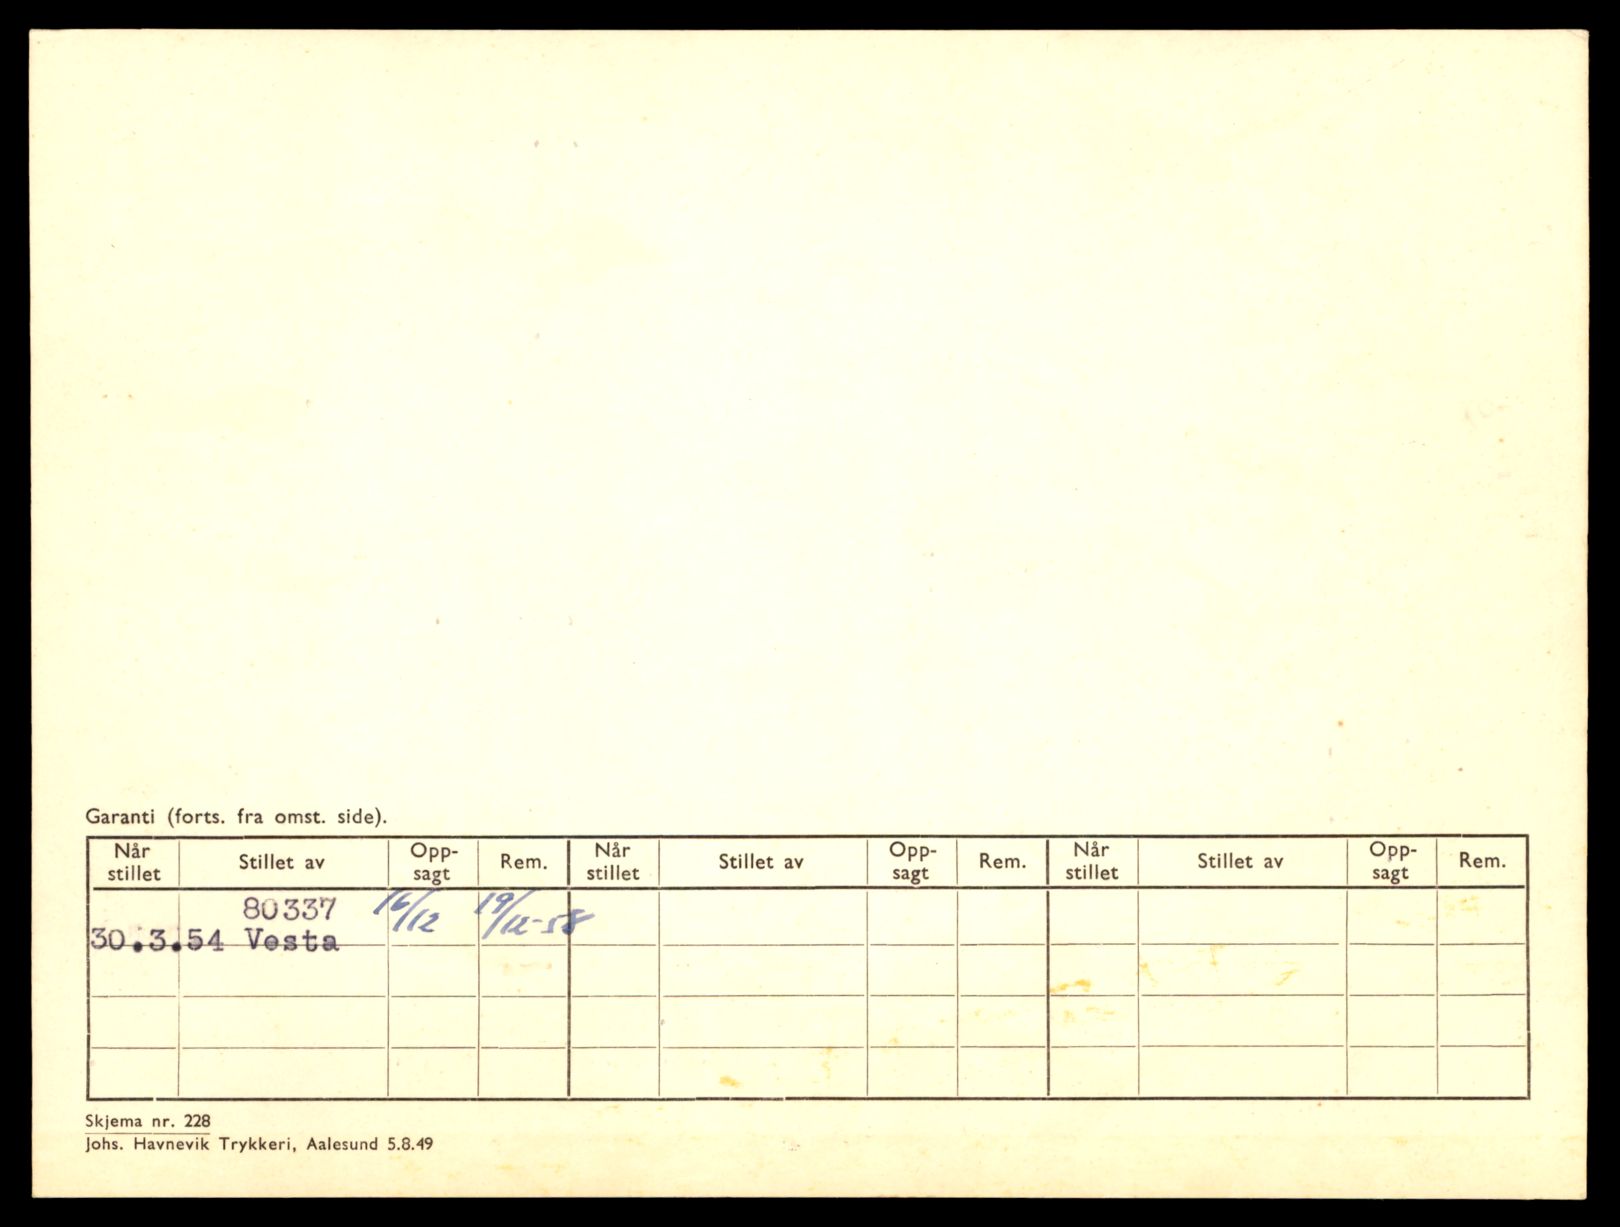 Garanti (forts. fra omst. side).
Når stillet Stillet av Opp-sagt Rem. Når stillet Stillet av Opp-sagt Rem. Når stillet Stillet av Opp-sagt Rem.
80337 16/12 19/12-58
30.3.54 Vesta
Skjema nr. 228
Johs. Havnevik Trykkeri, Aalesund 5.8.49